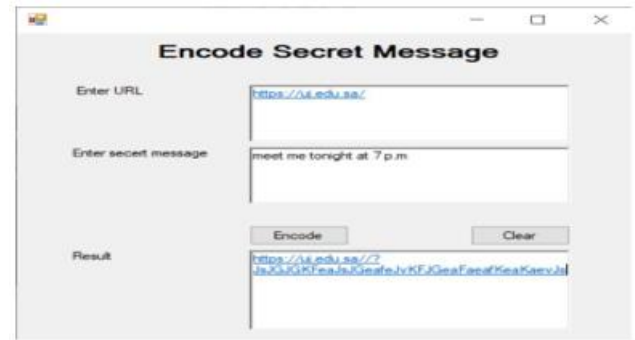 Encode Secret Message
Enter URL
https://uj.edu.sa/
Enter secert message
meet me tonight at 7 p.m
Encode Clear
Result
https://uj.edu.sa//?
JsJGJGKFeaJsJGeafeJvKFJGeaFaeafKeaKaevJs